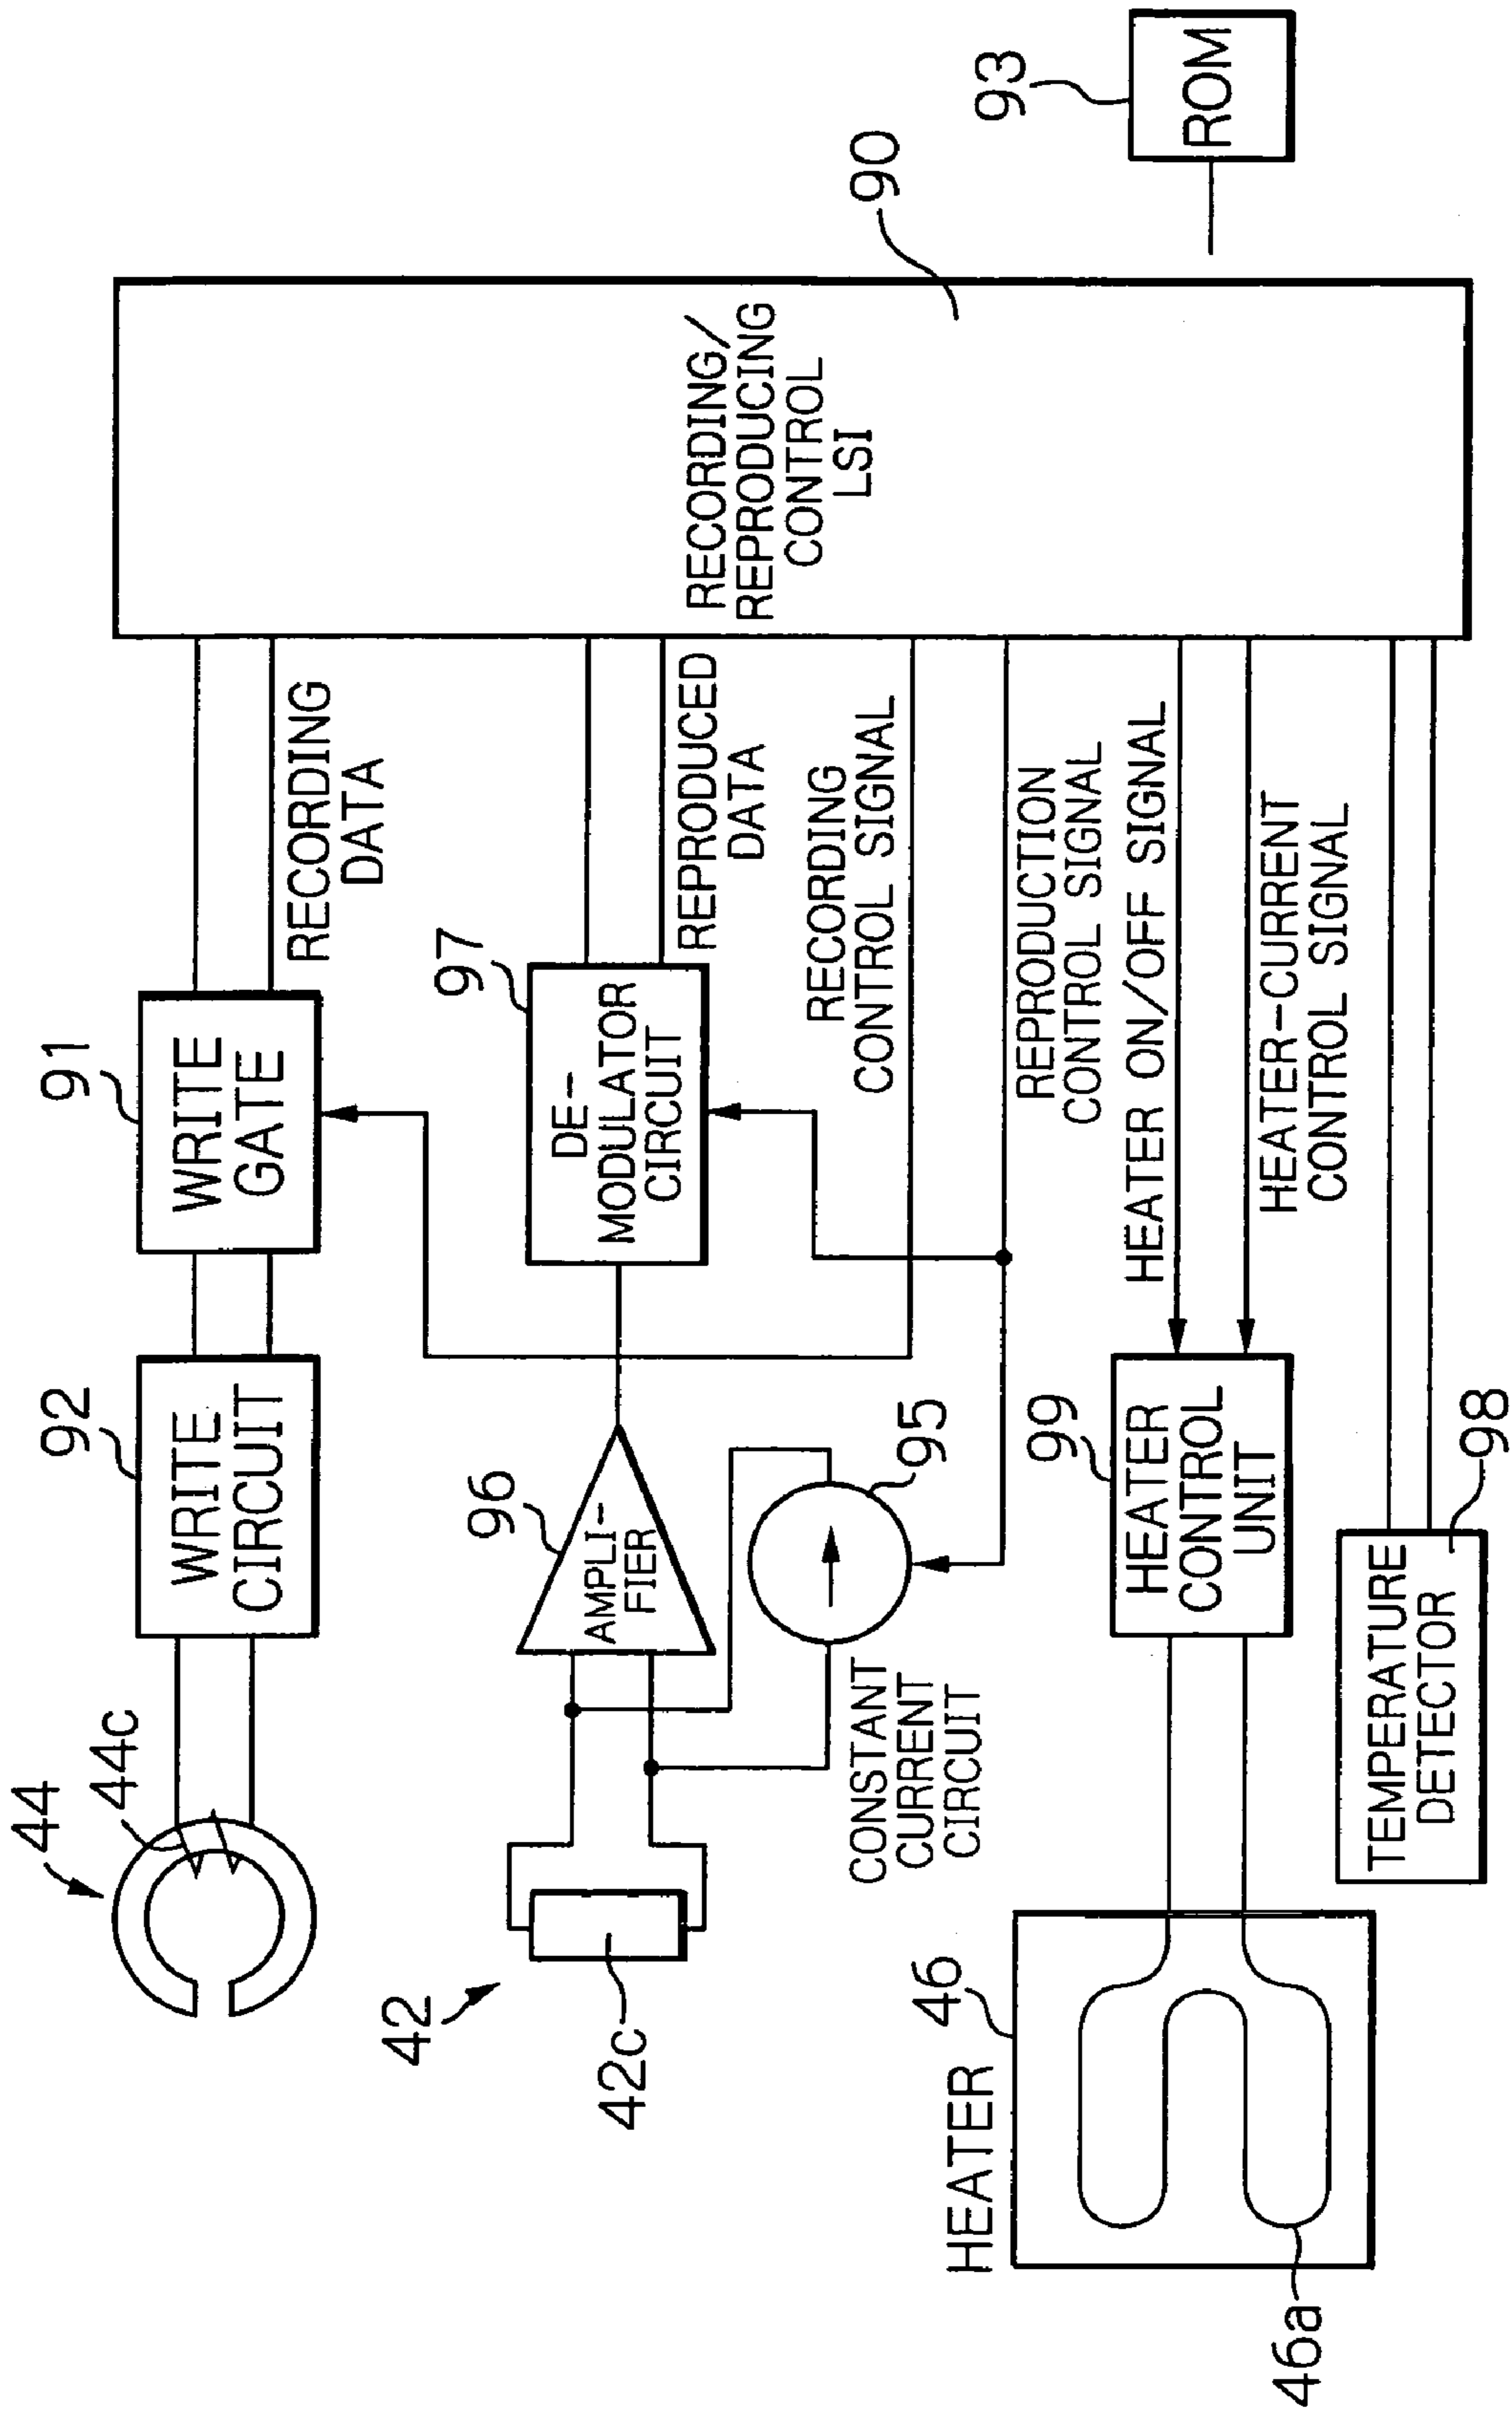 44
44c
92
WRITE
CIRCUIT
91
WRITE
GATE
RECORDING
DATA
42
42c
96
AMPLI-
FIER
97
DE-
MODULATOR
CIRCUIT
REPRODUCED
DATA
95
CONSTANT
CURRENT
CIRCUIT
RECORDING
CONTROL SIGNAL
REPRODUCTION
CONTROL SIGNAL
RECORDING/
REPRODUCING
CONTROL
LSI
90
93
ROM
HEATER
46
46a
99
HEATER
CONTROL
UNIT
HEATER ON/OFF SIGNAL
HEATER-CURRENT
CONTROL SIGNAL
TEMPERATURE
DETECTOR
98